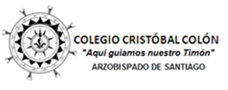 COLEGIO CRISTÓBAL COLÓN
"Aquí guiamos nuestro Timón"
ARZOBISPADO DE SANTIAGO